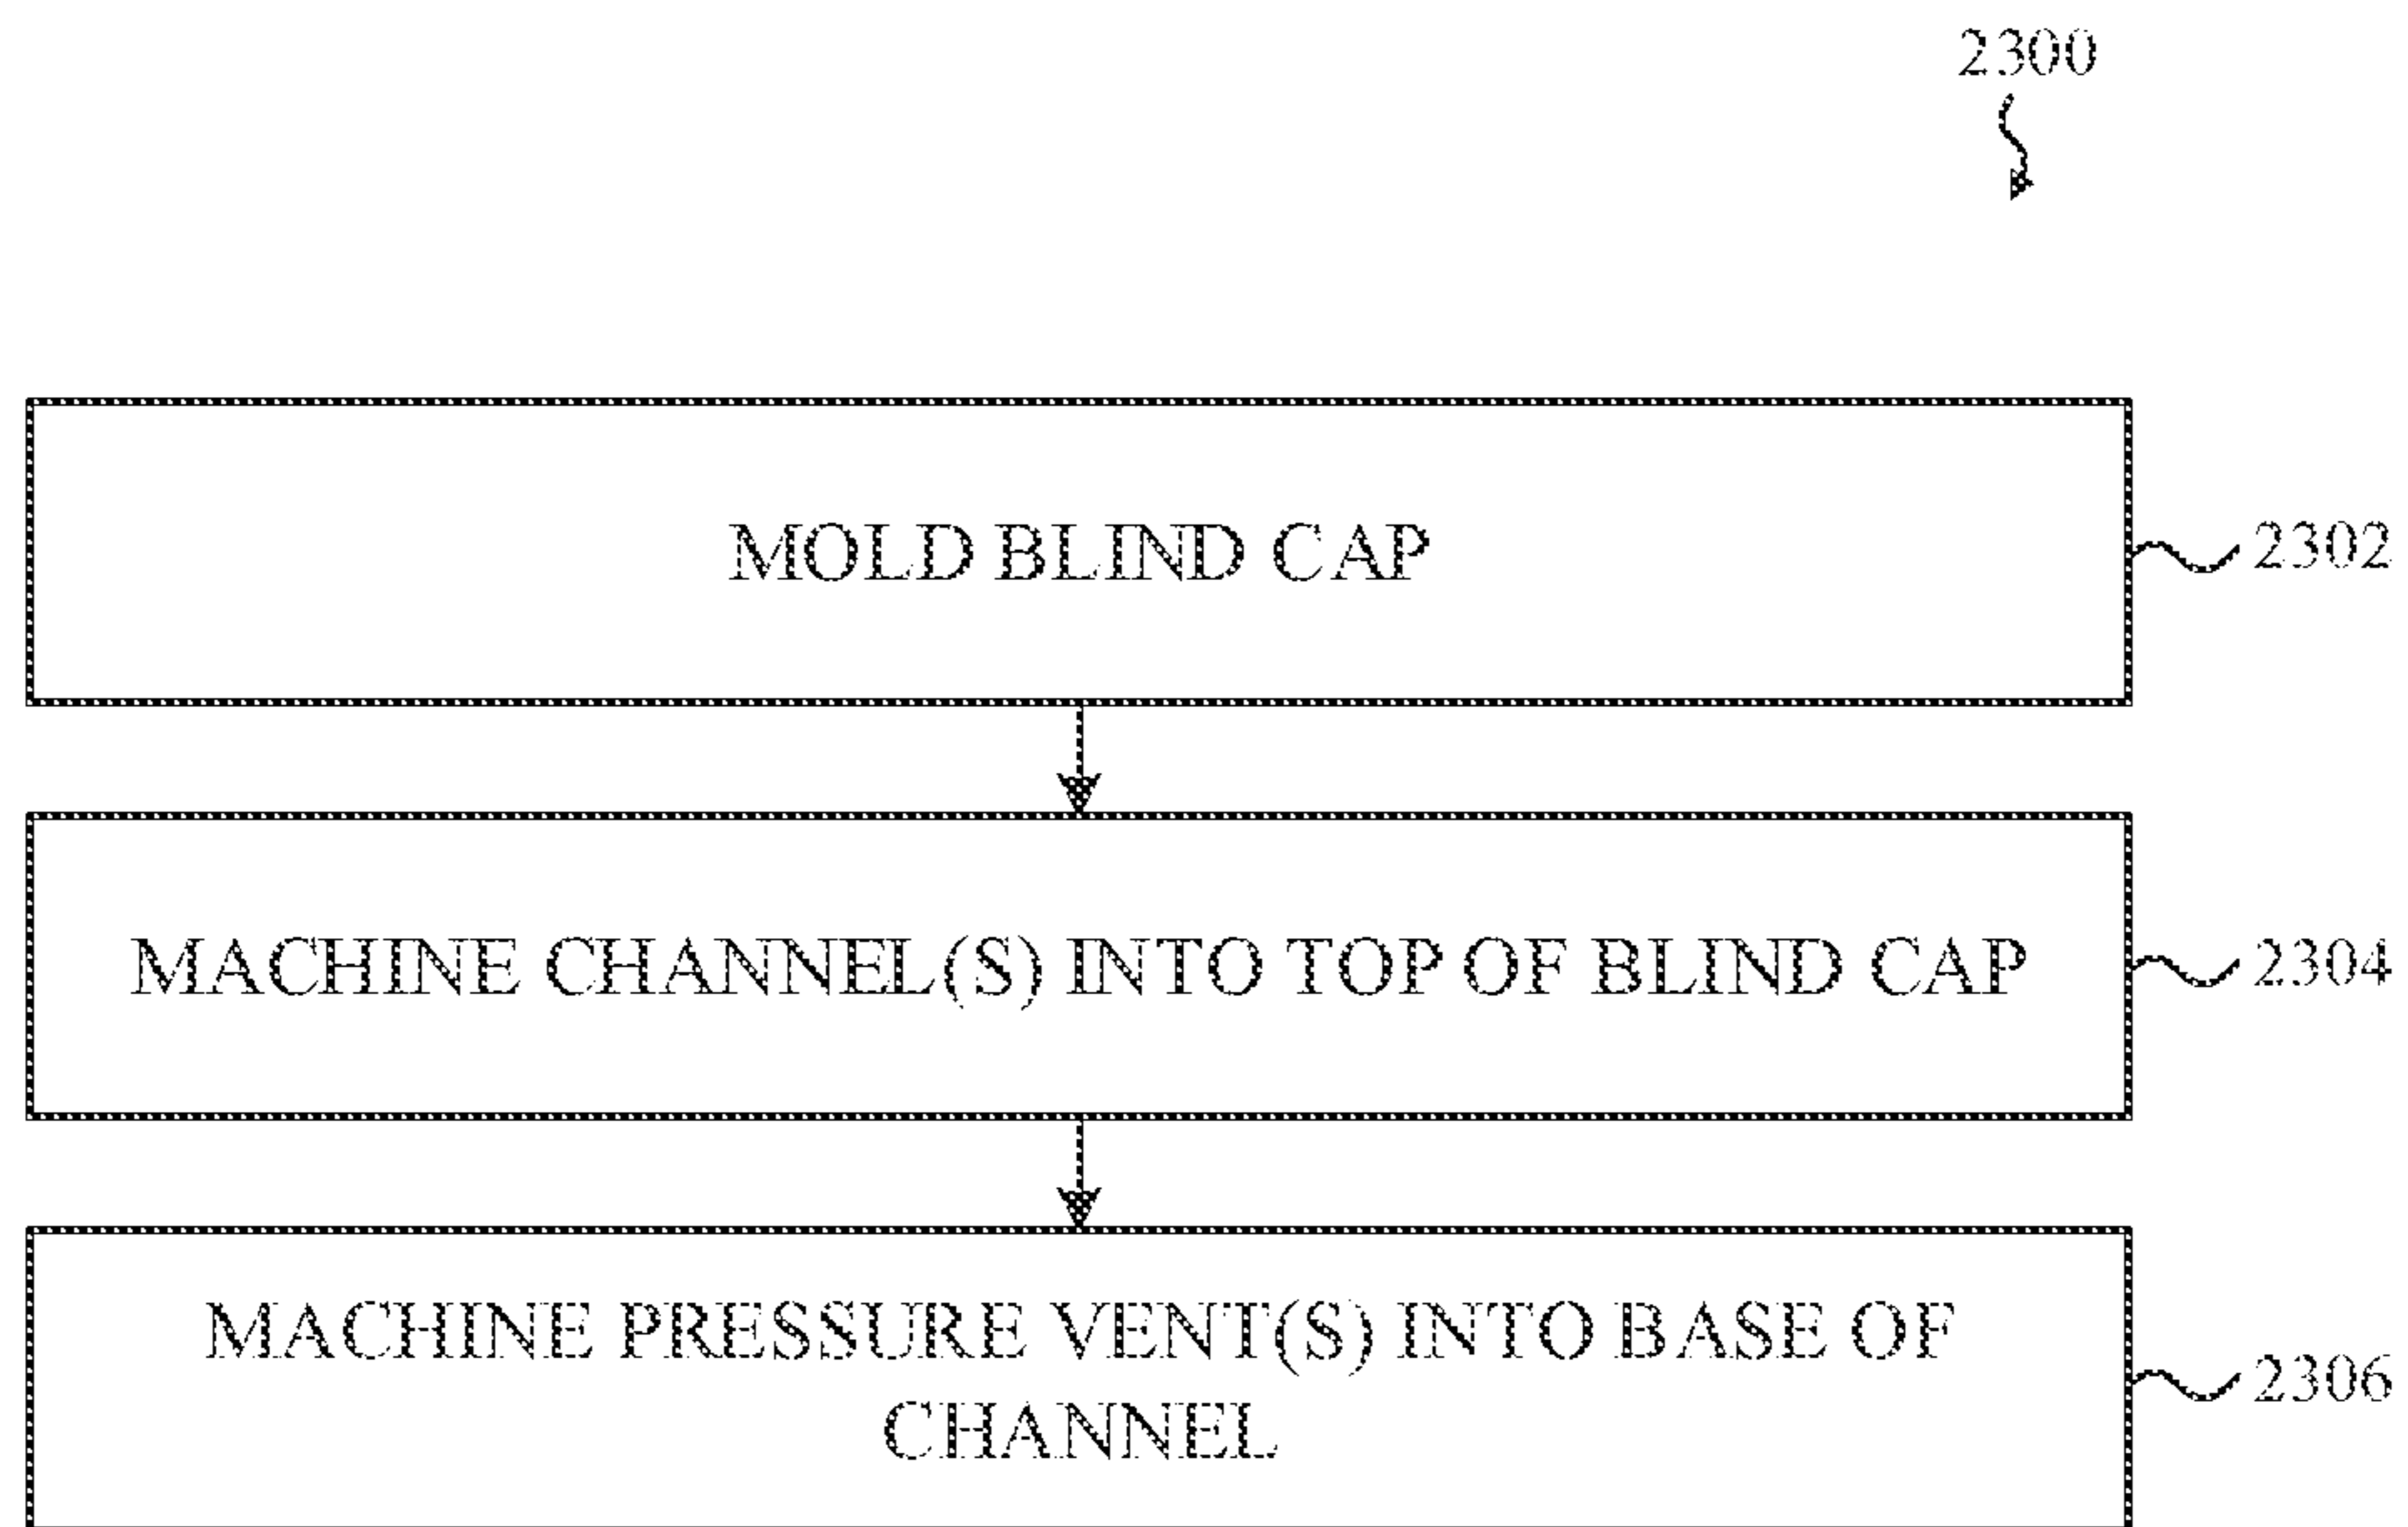 2300
MOLD BLIND CAP
2302
MACHINE CHANNEL(S) INTO TOP OF BLIND CAP
2304
MACHINE PRESSURE VENT(S) INTO BASE OF
CHANNEL
2306